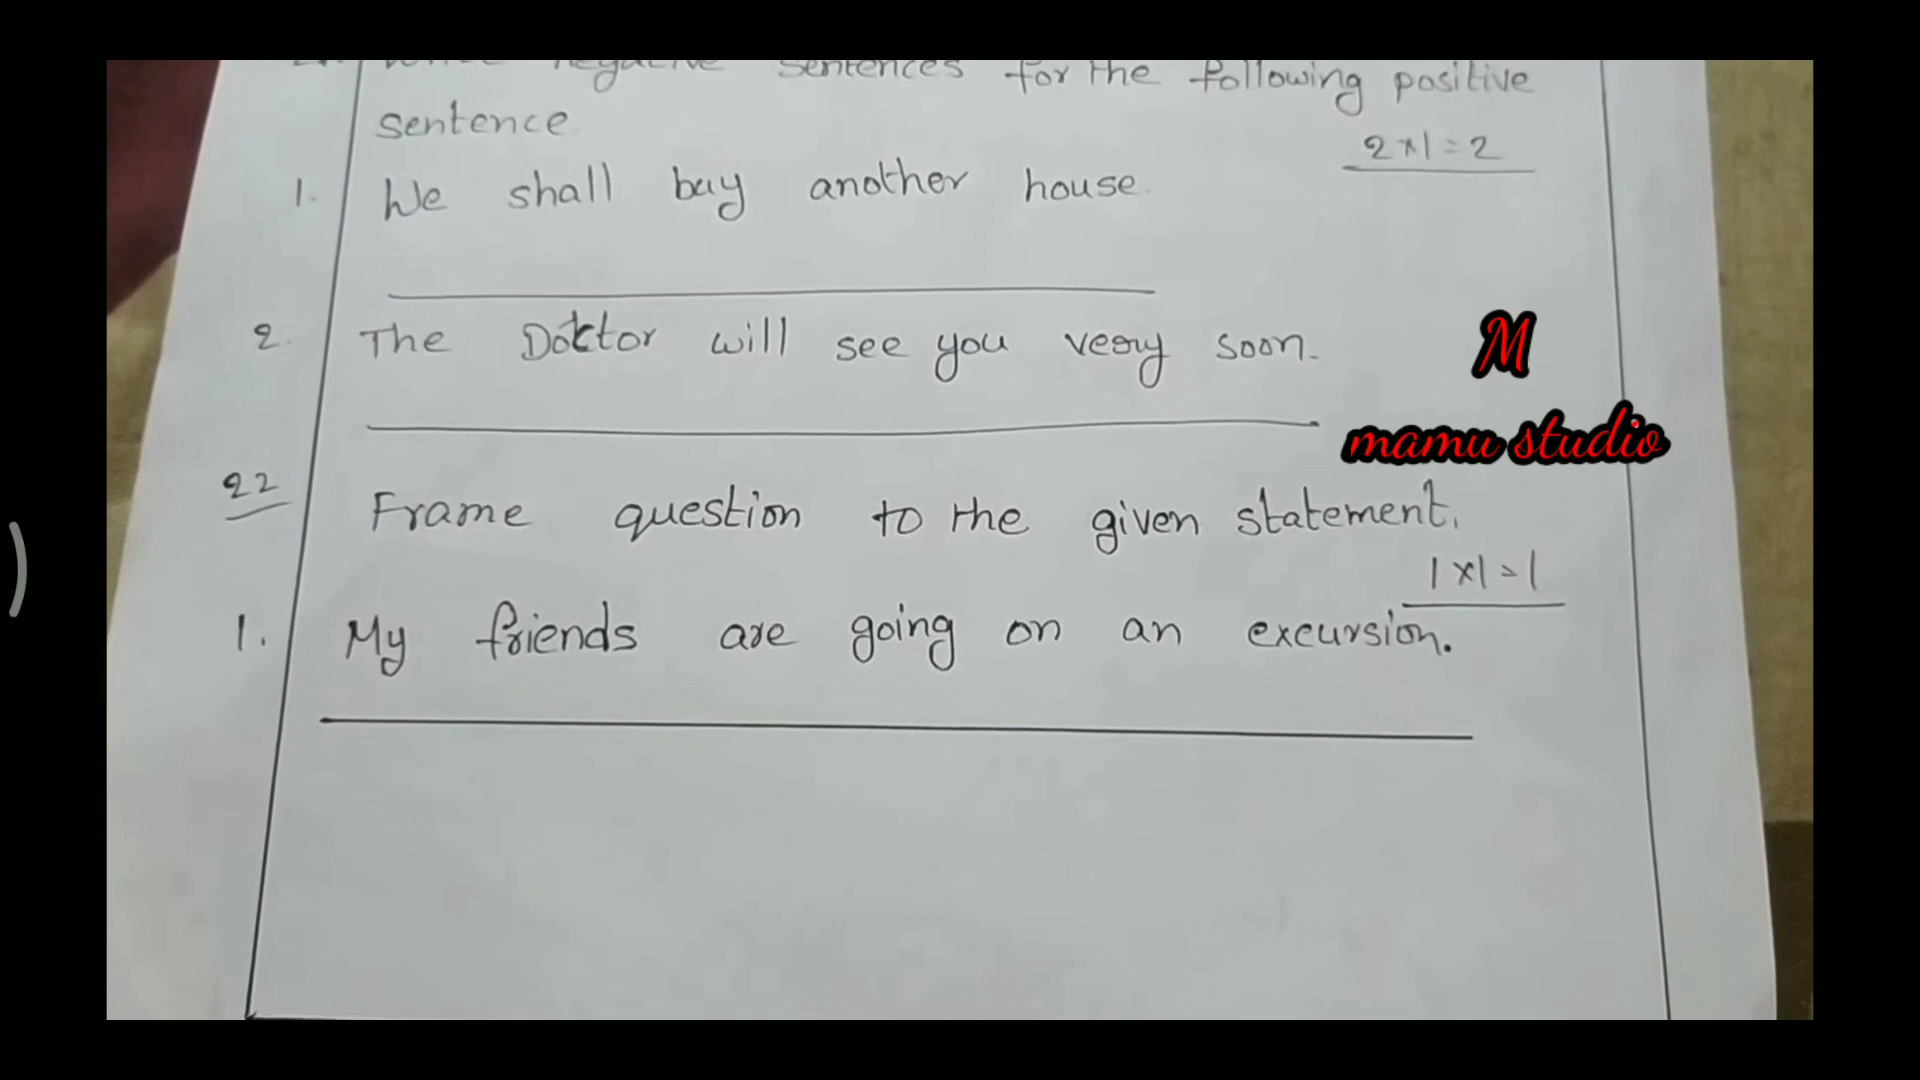 negative sentences for the following positive
sentence
2×1=2
1. We shall buy another house.
2. The Doctor will see you very soon.
M
mamu studio
22 Frame question to the given statement.
1×1=1
1. My friends are going on an excursion.